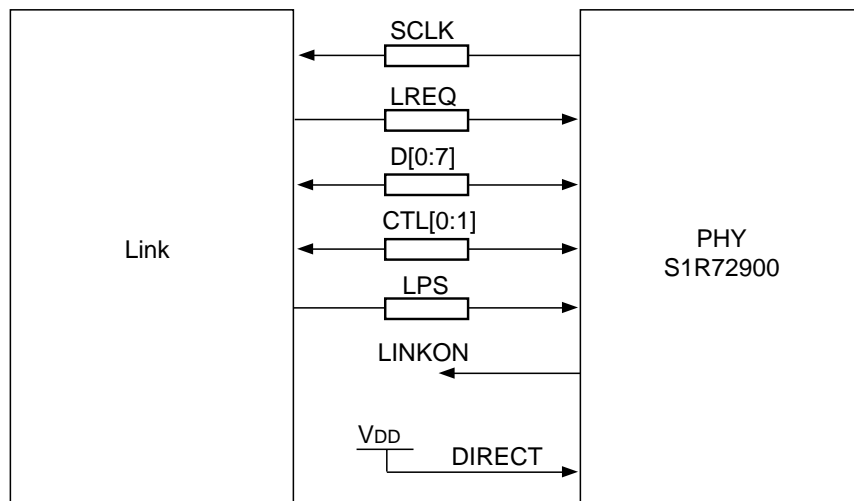 SCLK
LREQ
D[0:7]
CTL[0:1]
Link
PHY
S1R72900
LPS
LINKON
VDD
DIRECT